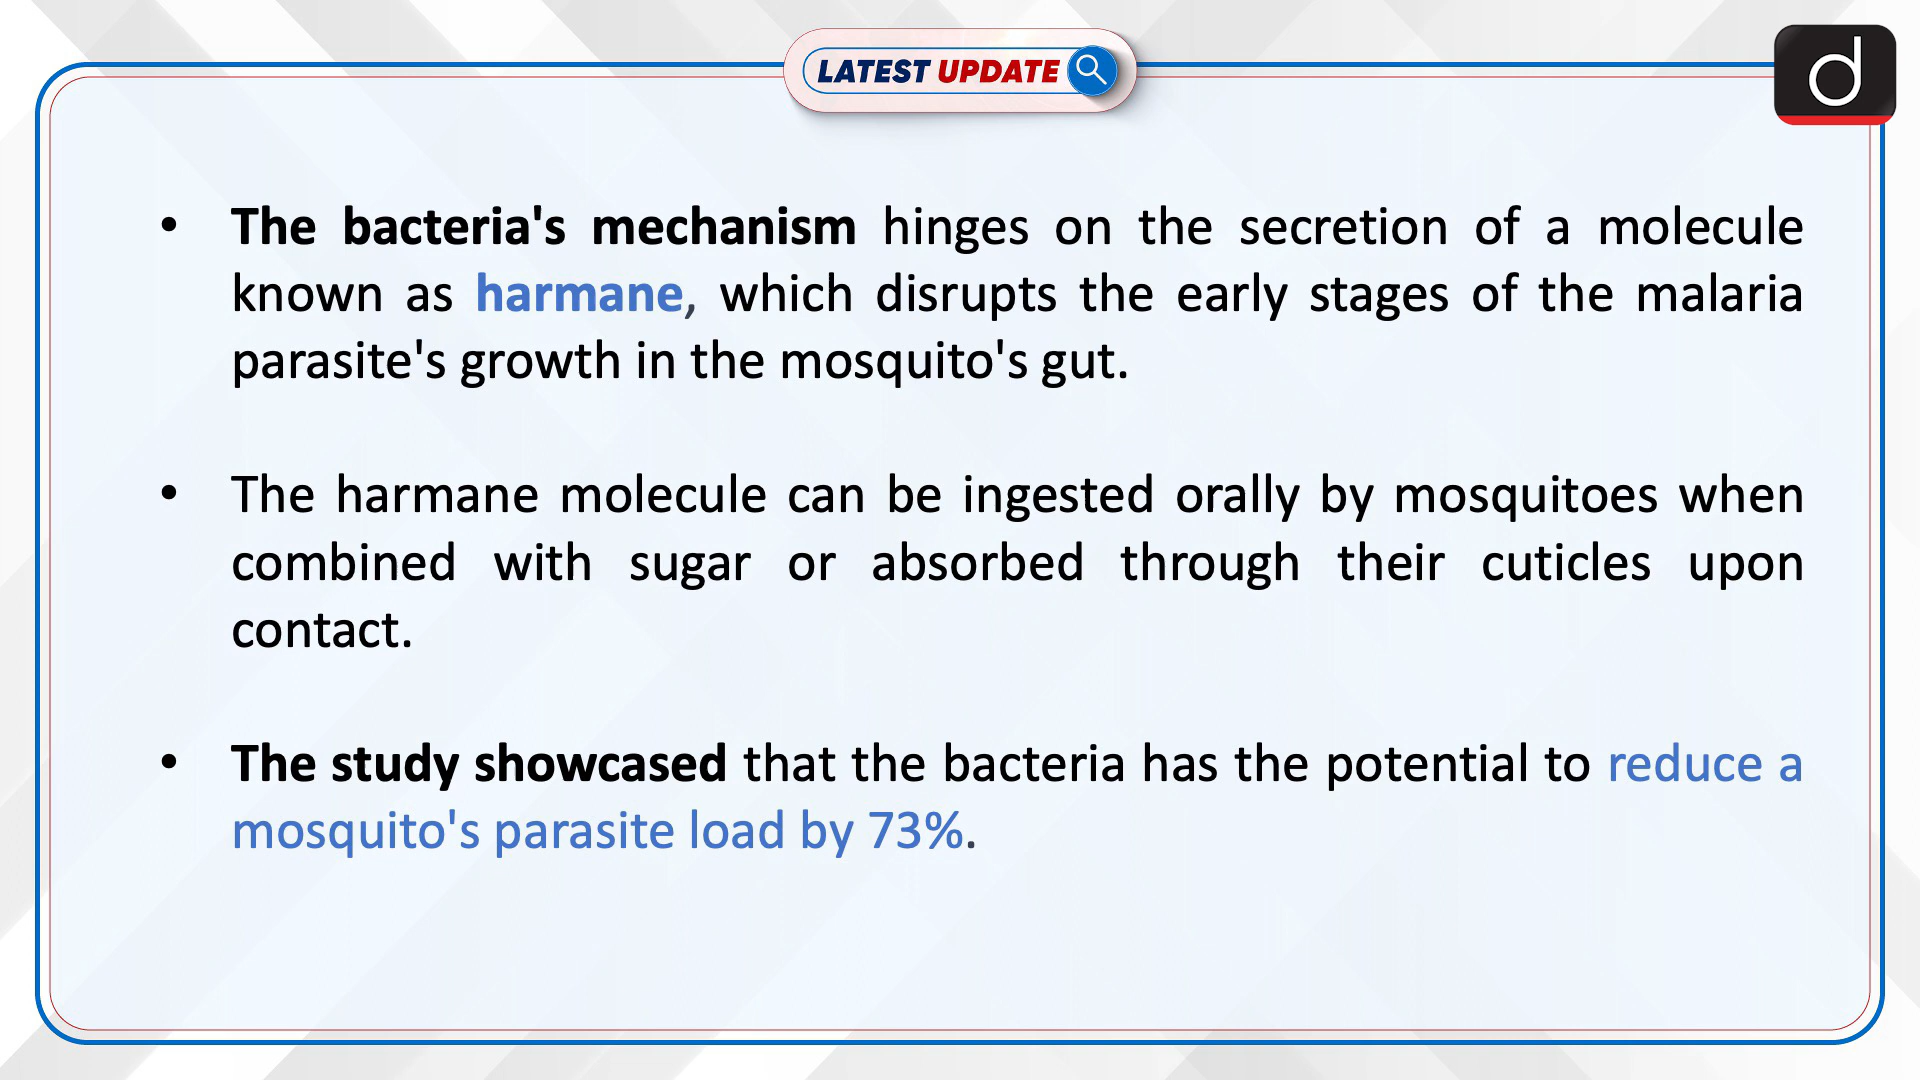 LATEST UPDATE
d
• The bacteria's mechanism hinges on the secretion of a molecule
known as harmane, which disrupts the early stages of the malaria
parasite's growth in the mosquito's gut.
• The harmane molecule can be ingested orally by mosquitoes when
combined with sugar or absorbed through their cuticles upon
contact.
• The study showcased that the bacteria has the potential to reduce a
mosquito's parasite load by 73%.